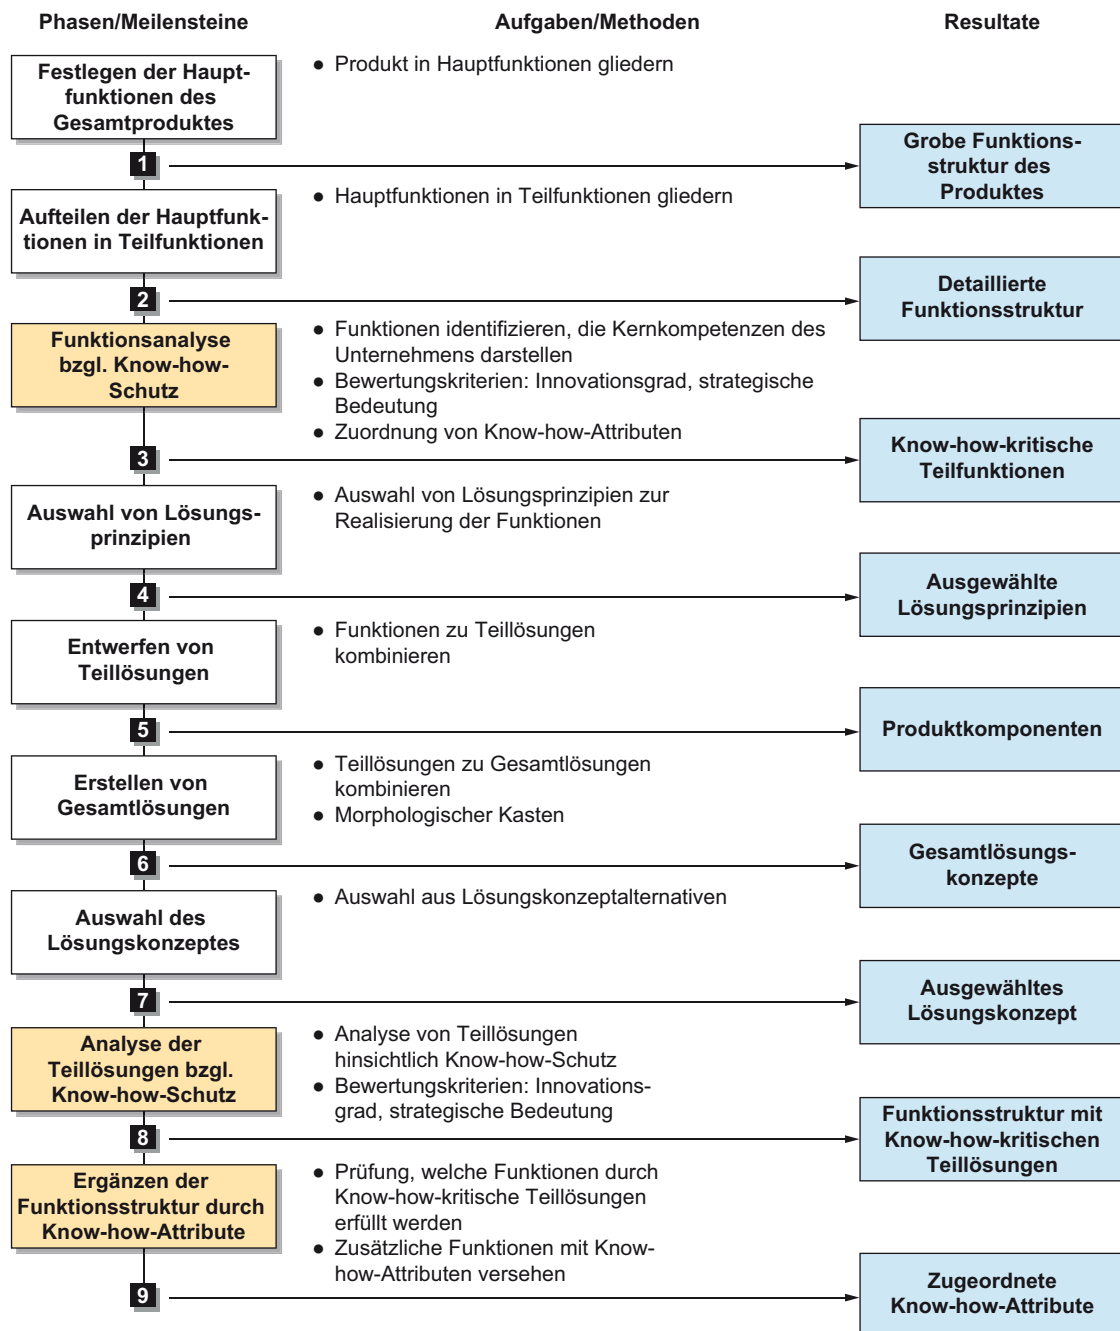 Phasen/Meilensteine
Aufgaben/Methoden
Resultate
Festlegen der Haupt-
funktionen des
Gesamtproduktes
● Produkt in Hauptfunktionen gliedern
1
Grobe Funktions-
struktur des
Produktes
Aufteilen der Hauptfunk-
tionen in Teilfunktionen
● Hauptfunktionen in Teilfunktionen gliedern
2
Detaillierte
Funktionsstruktur
Funktionsanalyse
bzgl. Know-how-
Schutz
● Funktionen identifizieren, die Kernkompetenzen des
Unternehmens darstellen
● Bewertungskriterien: Innovationsgrad, strategische
Bedeutung
● Zuordnung von Know-how-Attributen
3
Know-how-kritische
Teilfunktionen
Auswahl von Lösungs-
prinzipien
● Auswahl von Lösungsprinzipien zur
Realisierung der Funktionen
4
Ausgewählte
Lösungsprinzipien
Entwerfen von
Teillösungen
● Funktionen zu Teillösungen
kombinieren
5
Produktkomponenten
Erstellen von
Gesamtlösungen
● Teillösungen zu Gesamtlösungen
kombinieren
● Morphologischer Kasten
6
Gesamtlösungs-
konzepte
Auswahl des
Lösungskonzeptes
● Auswahl aus Lösungskonzeptalternativen
7
Ausgewähltes
Lösungskonzept
Analyse der
Teillösungen bzgl.
Know-how-Schutz
● Analyse von Teillösungen
hinsichtlich Know-how-Schutz
● Bewertungskriterien: Innovations-
grad, strategische Bedeutung
8
Funktionsstruktur mit
Know-how-kritischen
Teillösungen
Ergänzen der
Funktionsstruktur durch
Know-how-Attribute
● Prüfung, welche Funktionen durch
Know-how-kritische Teillösungen
erfüllt werden
● Zusätzliche Funktionen mit Know-
how-Attributen versehen
9
Zugeordnete
Know-how-Attribute